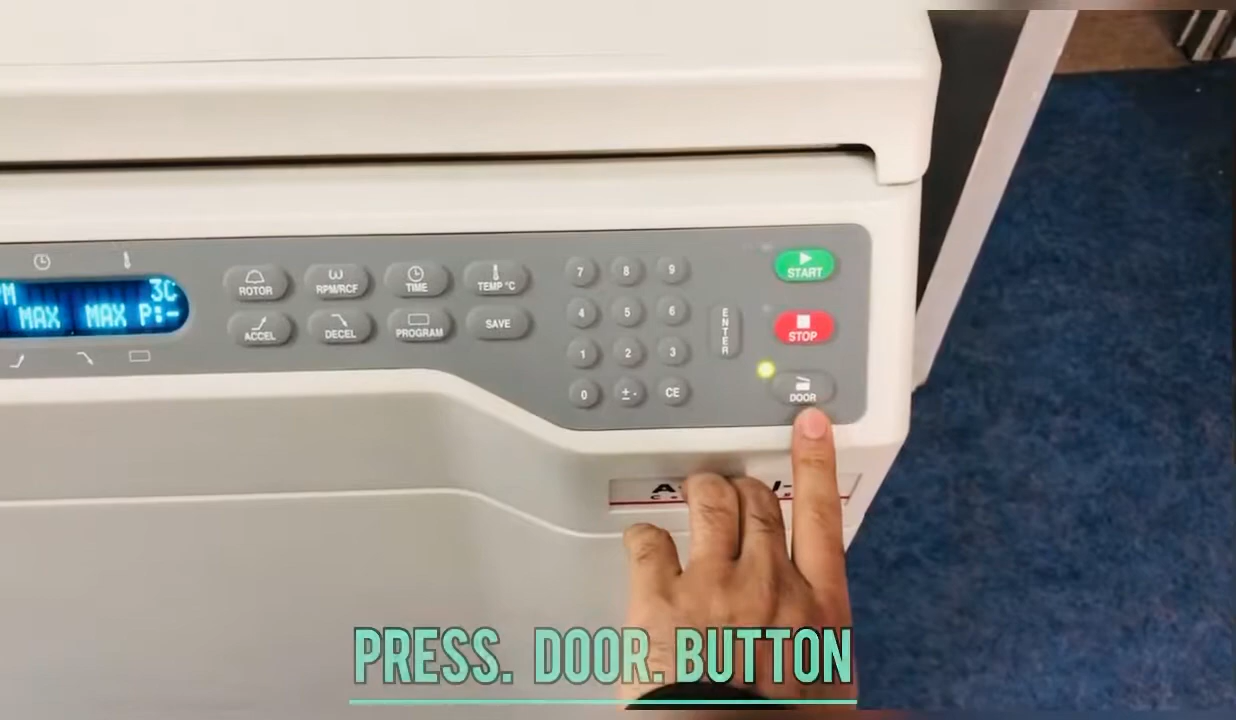 3C
MAX MAX P:-
ROTOR RPM/RCF TIME TEMP °C
ACCEL DECEL PROGRAM SAVE
7 8 9
4 5 6
1 2 3
0 ±· CE
ENTER
START
STOP
DOOR
PRESS. DOOR. BUTTON